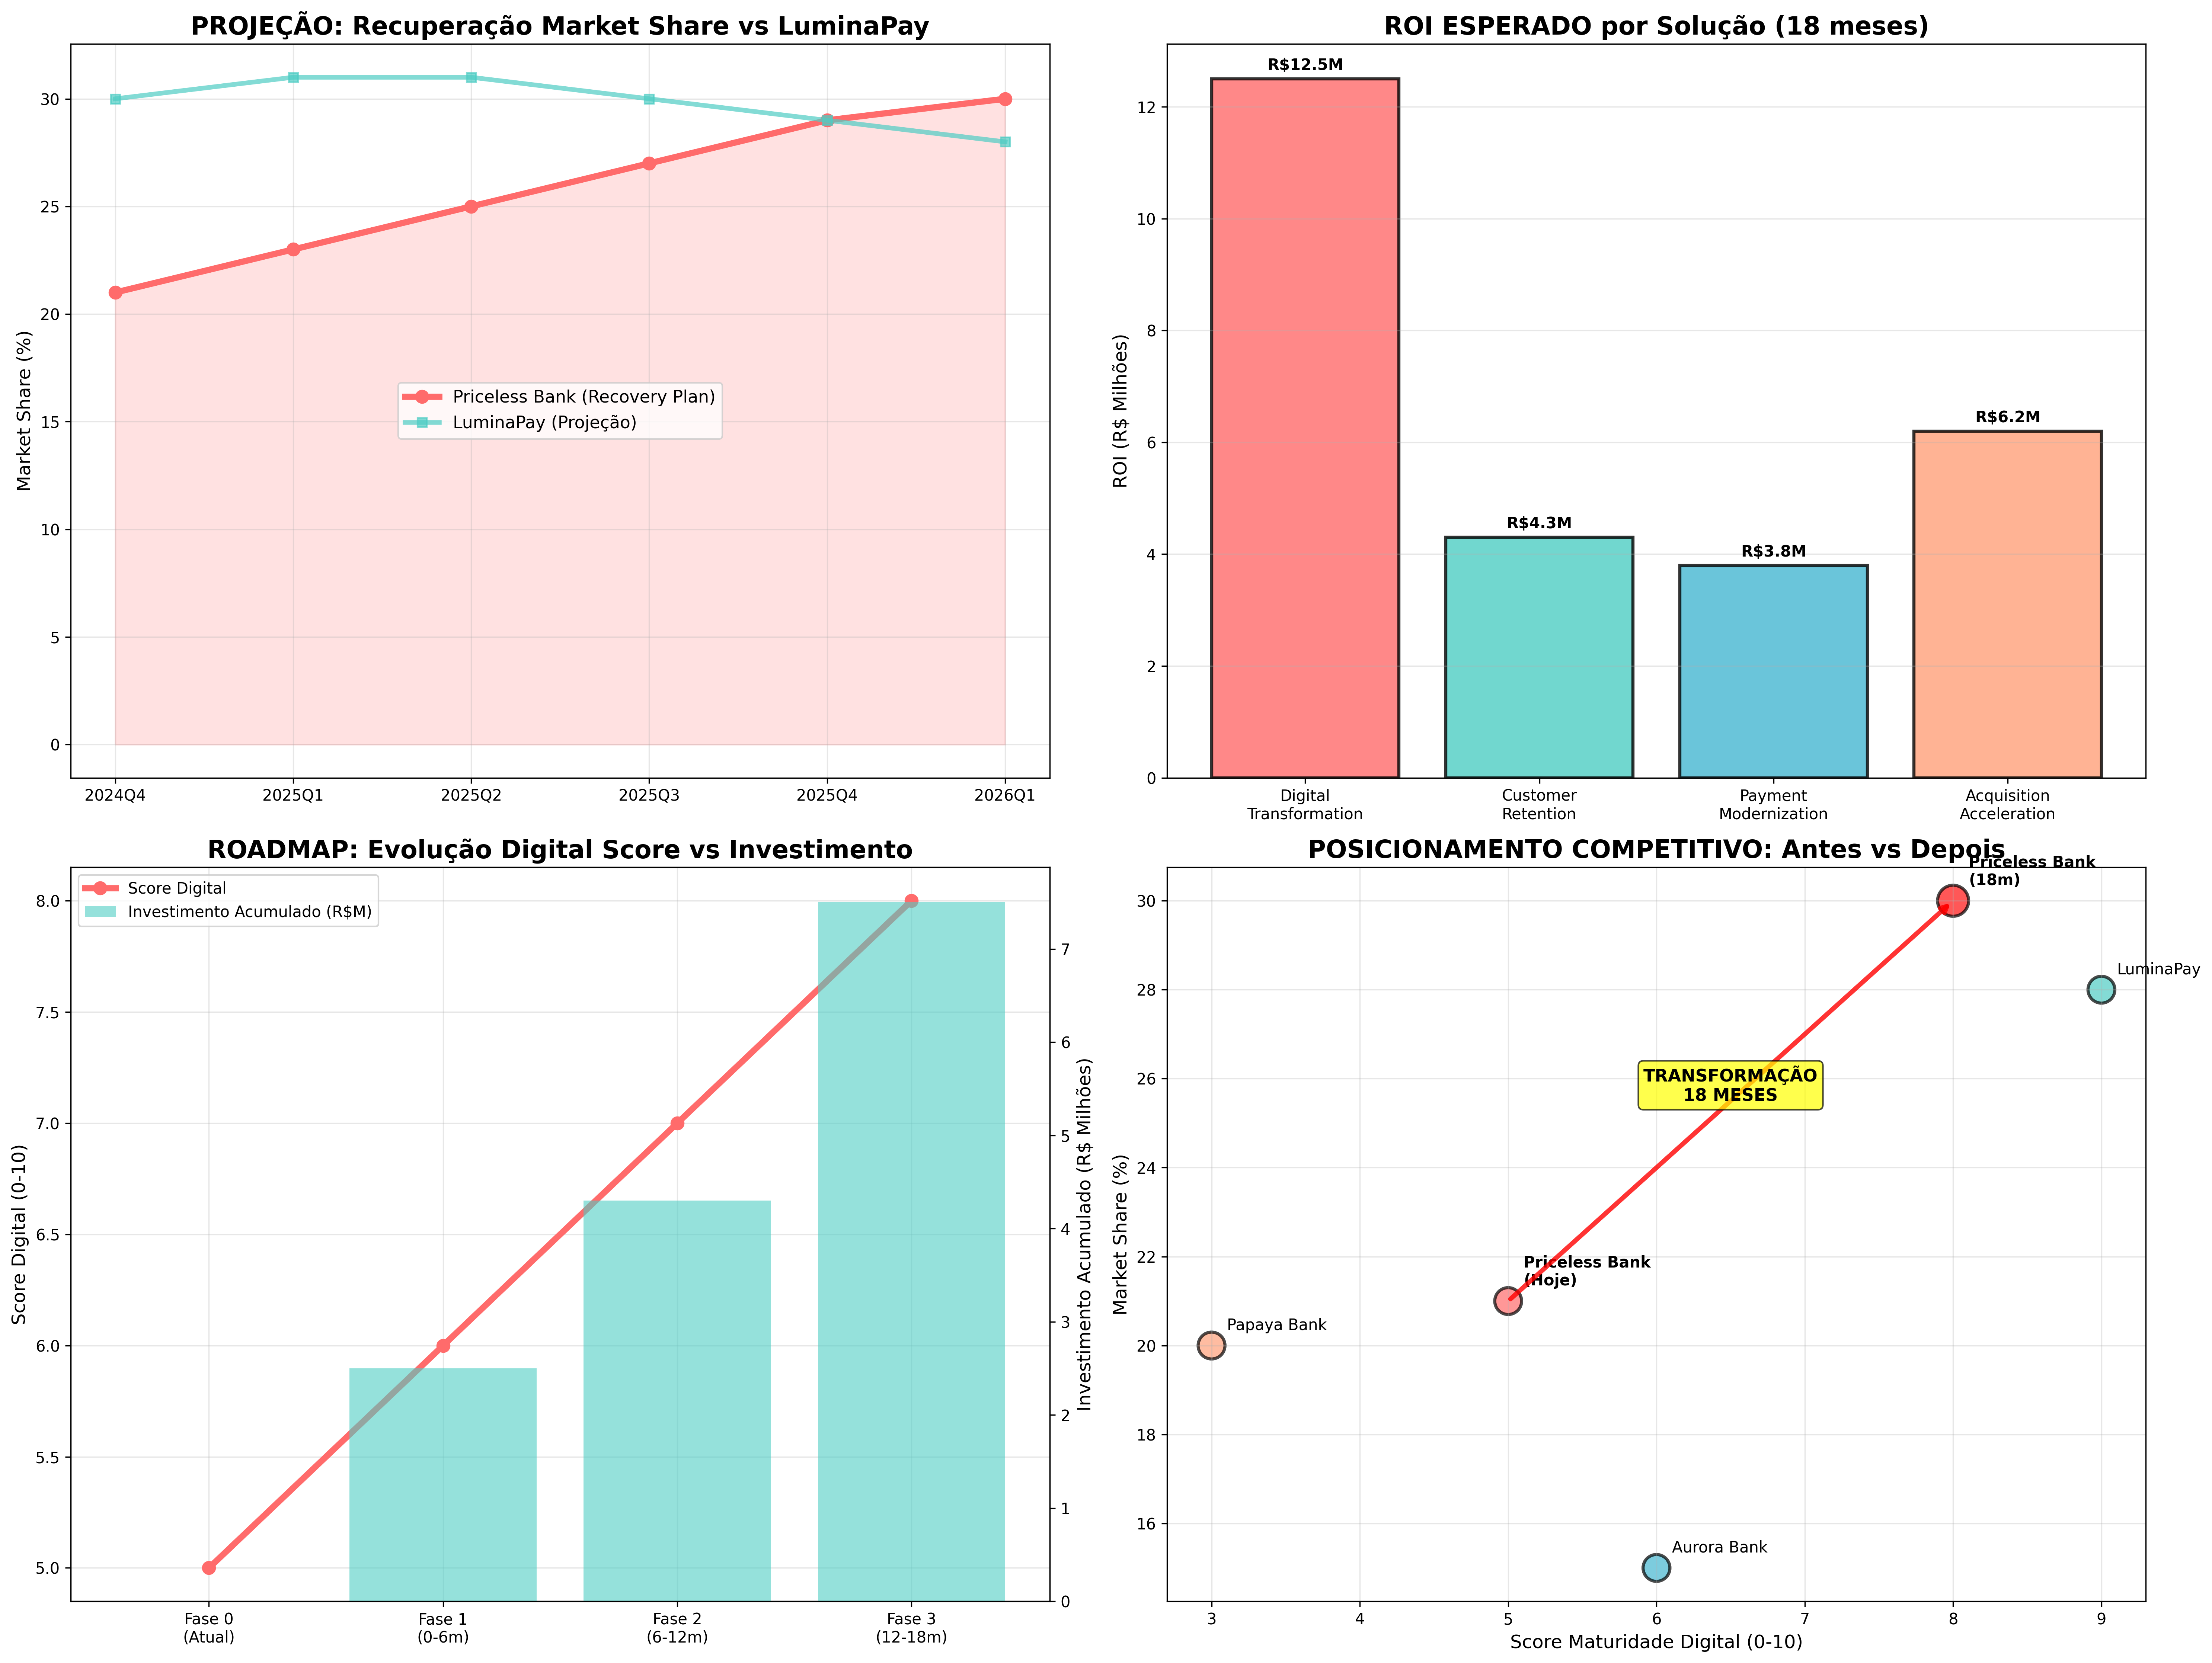 PROJEÇÃO: Recuperação Market Share vs LuminaPay
Market Share (%)
30
25
20
15
10
5
0
Priceless Bank (Recovery Plan)
LuminaPay (Projeção)
2024Q4
2025Q1
2025Q2
2025Q3
2025Q4
2026Q1
ROI ESPERADO por Solução (18 meses)
ROI (R$ Milhões)
12
10
8
6
4
2
0
R$12.5M
R$4.3M
R$3.8M
R$6.2M
Digital
Transformation
Customer
Retention
Payment
Modernization
Acquisition
Acceleration
ROADMAP: Evolução Digital Score vs Investimento
Score Digital
Investimento Acumulado (R$M)
Score Digital (0-10)
8.0
7.5
7.0
6.5
6.0
5.5
5.0
Investimento Acumulado (R$ Milhões)
7
6
5
4
3
2
1
0
Fase 0
(Atual)
Fase 1
(0-6m)
Fase 2
(6-12m)
Fase 3
(12-18m)
POSICIONAMENTO COMPETITIVO: Antes vs Depois
Market Share (%)
30
28
26
24
22
20
18
16
Priceless Bank
(18m)
LuminaPay
TRANSFORMAÇÃO
18 MESES
Priceless Bank
(Hoje)
Papaya Bank
Aurora Bank
3
4
5
6
7
8
9
Score Maturidade Digital (0-10)